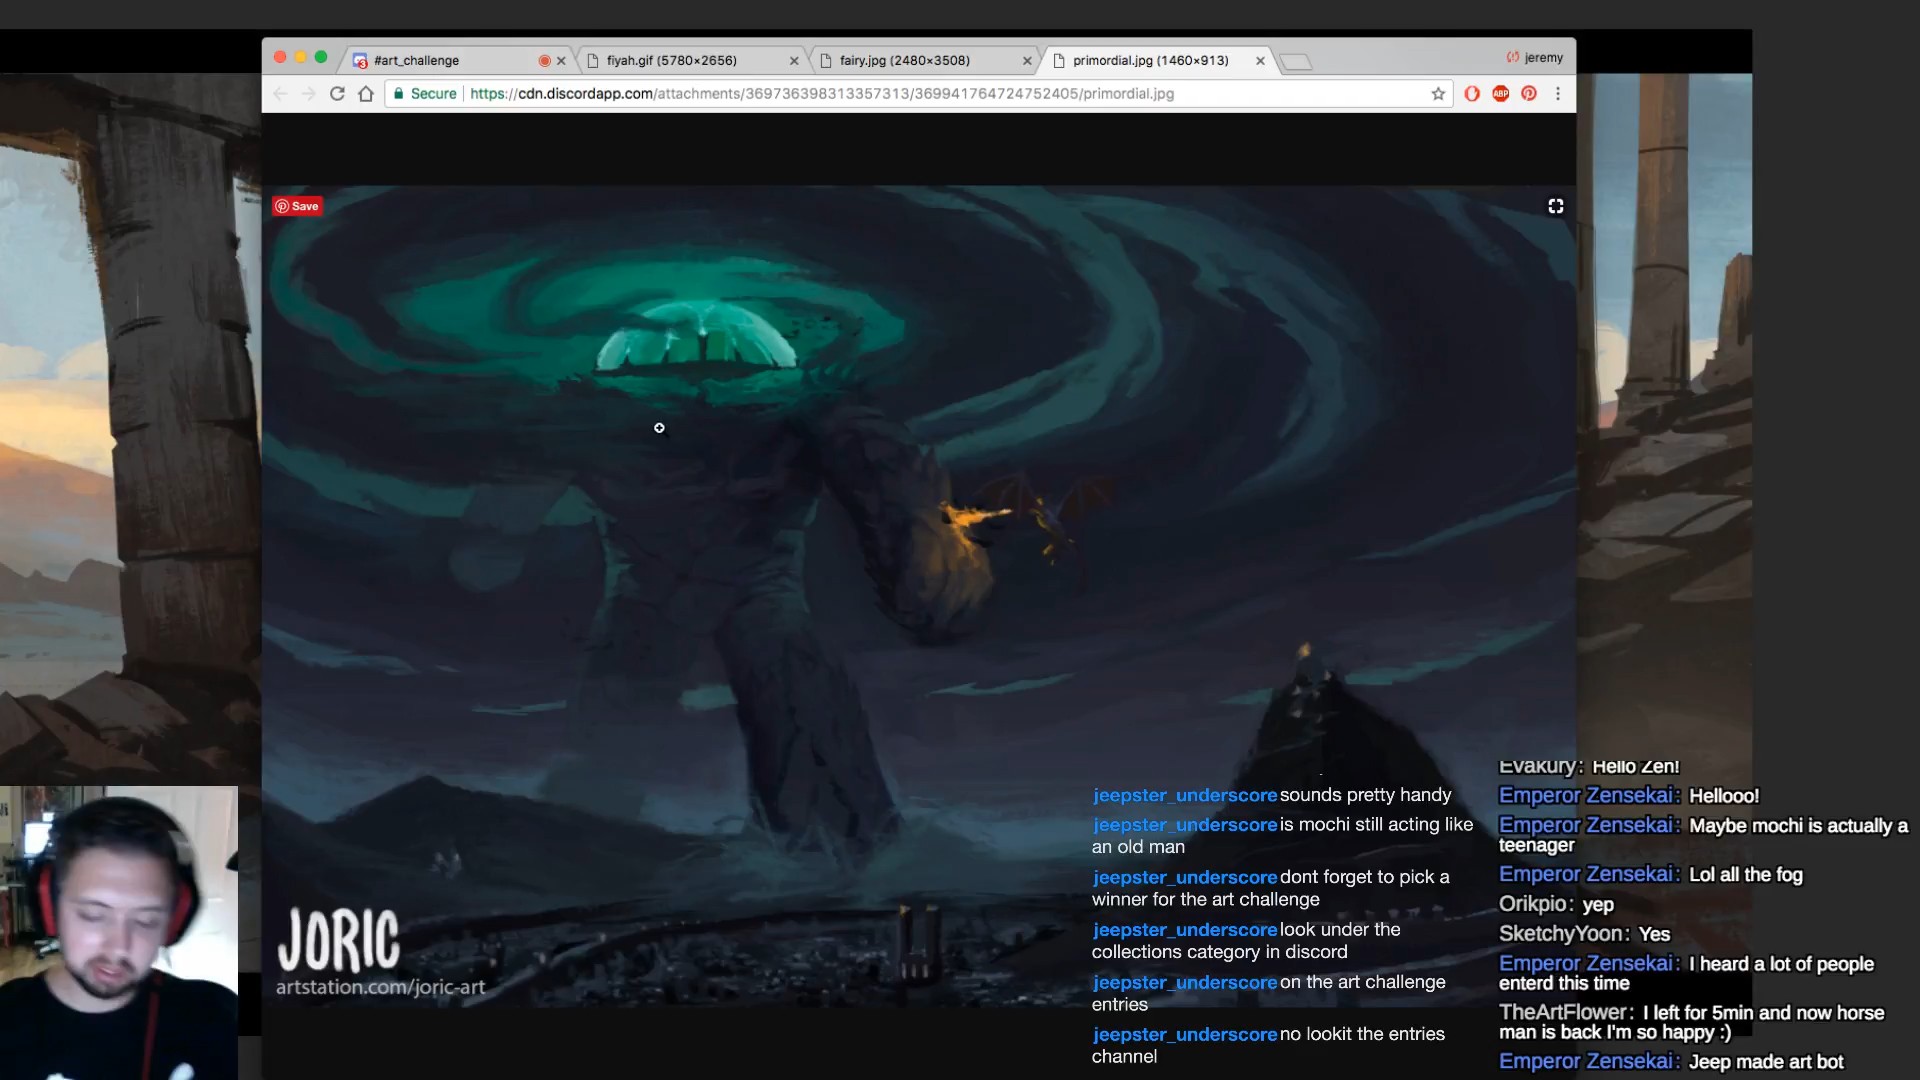 #art_challenge
fiyah.gif (5780×2656)
fairy.jpg (2480×3508)
primordial.jpg (1460×913)
jeremy
Secure
https://cdn.discordapp.com/attachments/369736398313357313/369941764724752405/primordial.jpg
ABP
Save
JORIC
artstation.com/joric-art
jeepster_underscore sounds pretty handy
jeepster_underscore is mochi still acting like
an old man
jeepster_underscore dont forget to pick a
winner for the art challenge
jeepster_underscore look under the
collections category in discord
jeepster_underscore on the art challenge
entries
jeepster_underscore no lookit the entries
channel
Evakury: Hello Zen!
Emperor Zensekai: Hellooo!
Emperor Zensekai: Maybe mochi is actually a
teenager
Emperor Zensekai: Lol all the fog
Orikpio: yep
SketchyYoon: Yes
Emperor Zensekai: I heard a lot of people
enterd this time
TheArtFlower: I left for 5min and now horse
man is back I'm so happy :)
Emperor Zensekai: Jeep made art bot